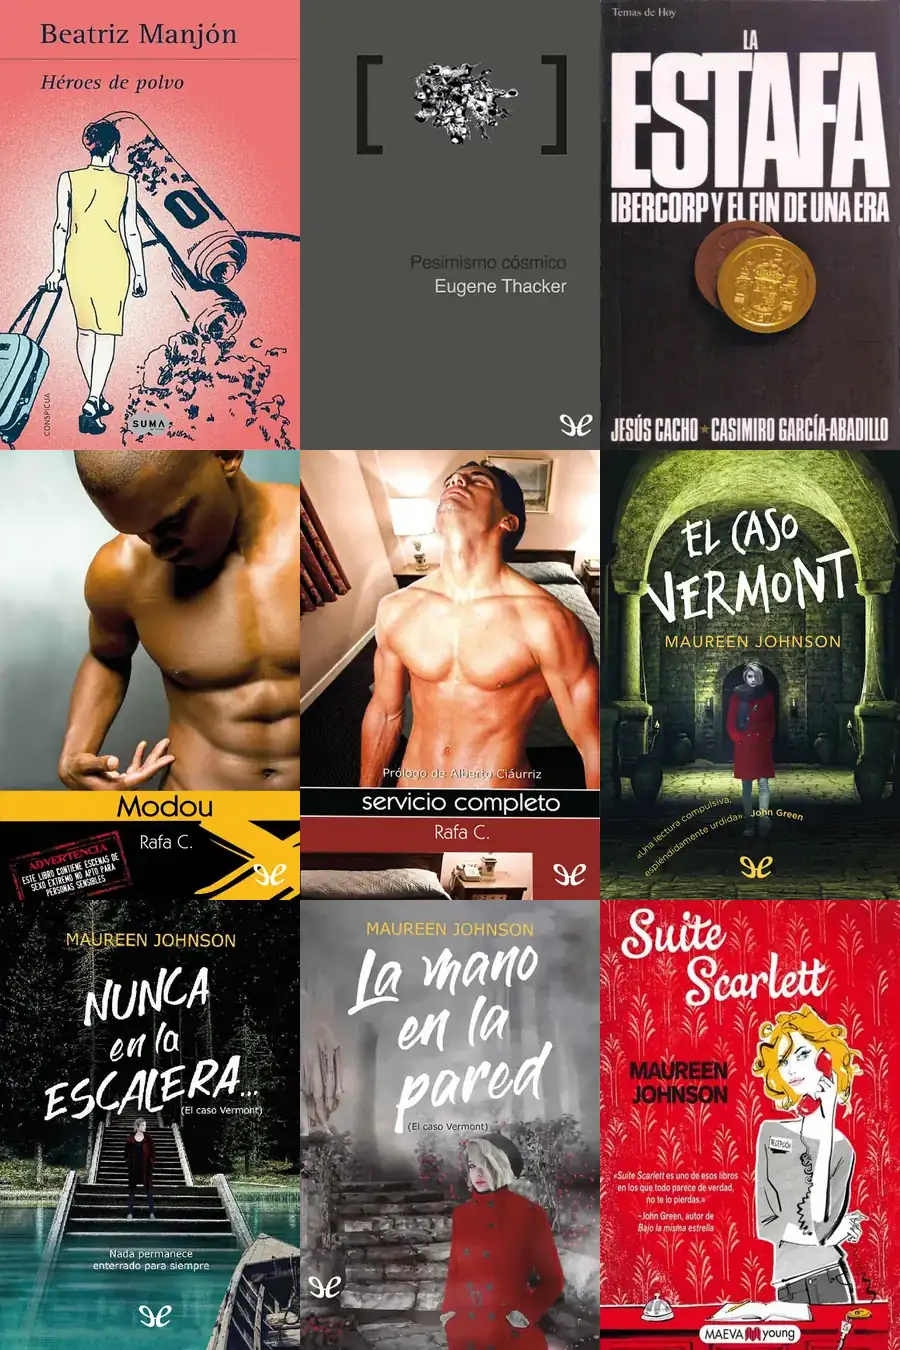 Beatriz Manjón
Héroes de polvo
CONSPICUA
SUMA
Pesimismo cósmico
Eugene Thacker
Temas de Hoy
LA
ESTAFA
IBERCORP Y EL FIN DE UNA ERA
JESÚS CACHO ★ CASIMIRO GARCÍA-ABADILLO
Modou
Rafa C.
ADVERTENCIA
ESTE LIBRO CONTIENE ESCENAS DE
SEXO EXTREMO NO APTO PARA
PERSONAS SENSIBLES
Prólogo de Alberto Ciáurriz
servicio completo
Rafa C.
EL CASO
VERMONT
MAUREEN JOHNSON
«Una lectura compulsiva,
espléndidamente urdida». John Green
MAUREEN JOHNSON
NUNCA
en la
ESCALERA...
(El caso Vermont)
Nada permanece
enterrado para siempre
MAUREEN JOHNSON
La mano
en la
pared
(El caso Vermont)
Suite
Scarlett
MAUREEN
JOHNSON
RECEPCIÓN
«Suite Scarlett es uno de esos libros
en los que todo parece de verdad,
no te lo pierdas.»
–John Green, autor de
Bajo la misma estrella
MAEVA young